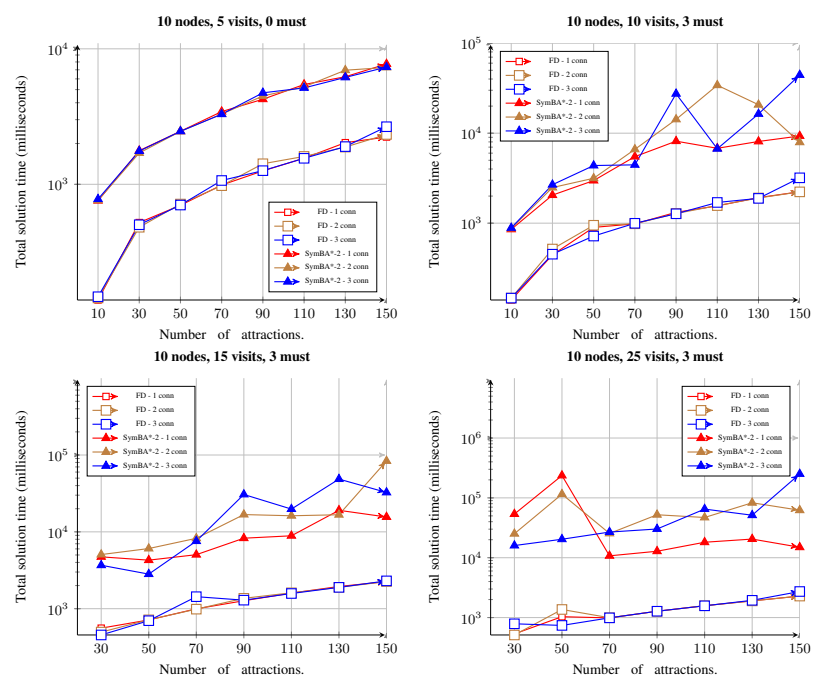 10 nodes, 5 visits, 0 must
Total solution time (milliseconds)
10^4
10^3
FD - 1 conn
FD - 2 conn
FD - 3 conn
SymBA*-2 - 1 conn
SymBA*-2 - 2 conn
SymBA*-2 - 3 conn
10 30 50 70 90 110 130 150
Number of attractions.
10 nodes, 10 visits, 3 must
Total solution time (milliseconds)
10^5
10^4
10^3
FD - 1 conn
FD - 2 conn
FD - 3 conn
SymBA*-2 - 1 conn
SymBA*-2 - 2 conn
SymBA*-2 - 3 conn
10 30 50 70 90 110 130 150
Number of attractions.
10 nodes, 15 visits, 3 must
Total solution time (milliseconds)
FD - 1 conn
FD - 2 conn
FD - 3 conn
SymBA*-2 - 1 conn
SymBA*-2 - 2 conn
SymBA*-2 - 3 conn
10^5
10^4
10^3
30 50 70 90 110 130 150
Number of attractions.
10 nodes, 25 visits, 3 must
Total solution time (milliseconds)
FD - 1 conn
FD - 2 conn
FD - 3 conn
SymBA*-2 - 1 conn
SymBA*-2 - 2 conn
SymBA*-2 - 3 conn
10^6
10^5
10^4
10^3
30 50 70 90 110 130 150
Number of attractions.